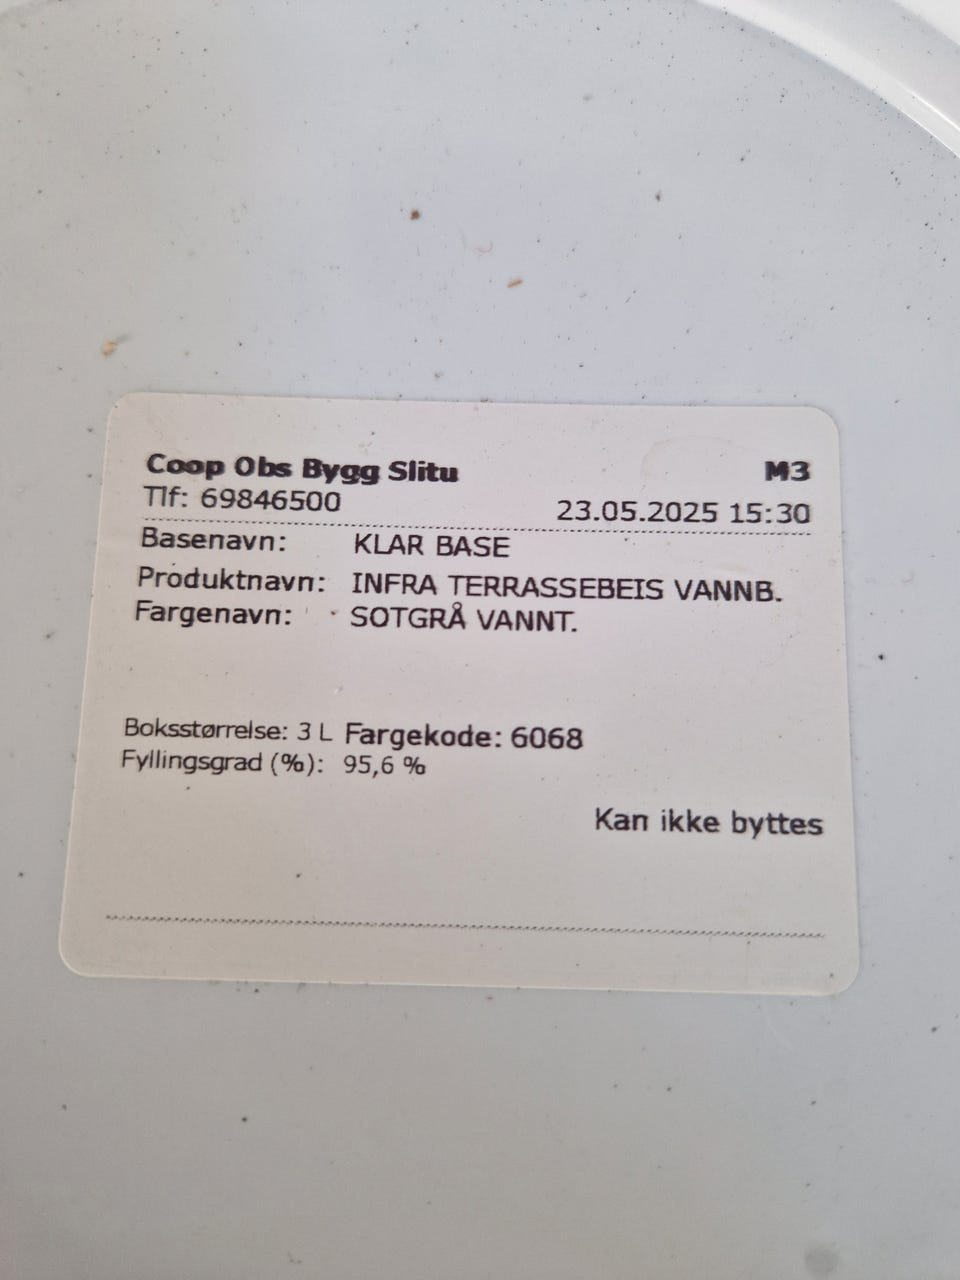 Coop Obs Bygg Slitu M3
Tlf: 69846500 23.05.2025 15:30
Basenavn: KLAR BASE
Produktnavn: INFRA TERRASSEBEIS VANNB.
Fargenavn: SOTGRÅ VANNT.
Boksstørrelse: 3 L Fargekode: 6068
Fyllingsgrad (%): 95,6 %
Kan ikke byttes